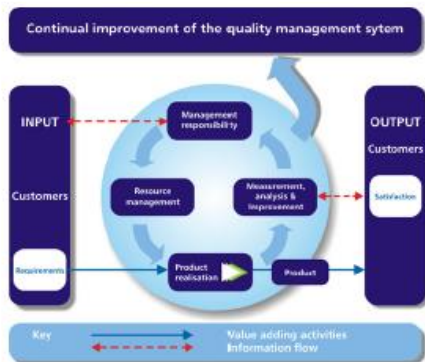 Continual improvement of the quality management sytem
INPUT
Customers
Requirements
Management
responsibility
Resource
management
Measurement,
analysis &
improvement
Product
realisation
Product
OUTPUT
Customers
Satisfaction
Key
Value adding activities
Information flow